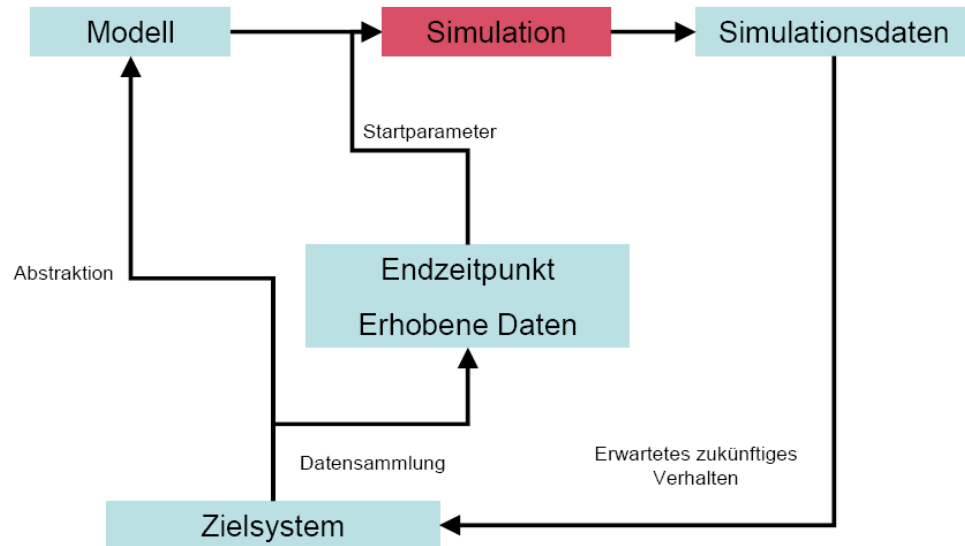 Modell
Simulation
Simulationsdaten
Startparameter
Abstraktion
Endzeitpunkt
Erhobene Daten
Datensammlung
Erwartetes zukünftiges
Verhalten
Zielsystem